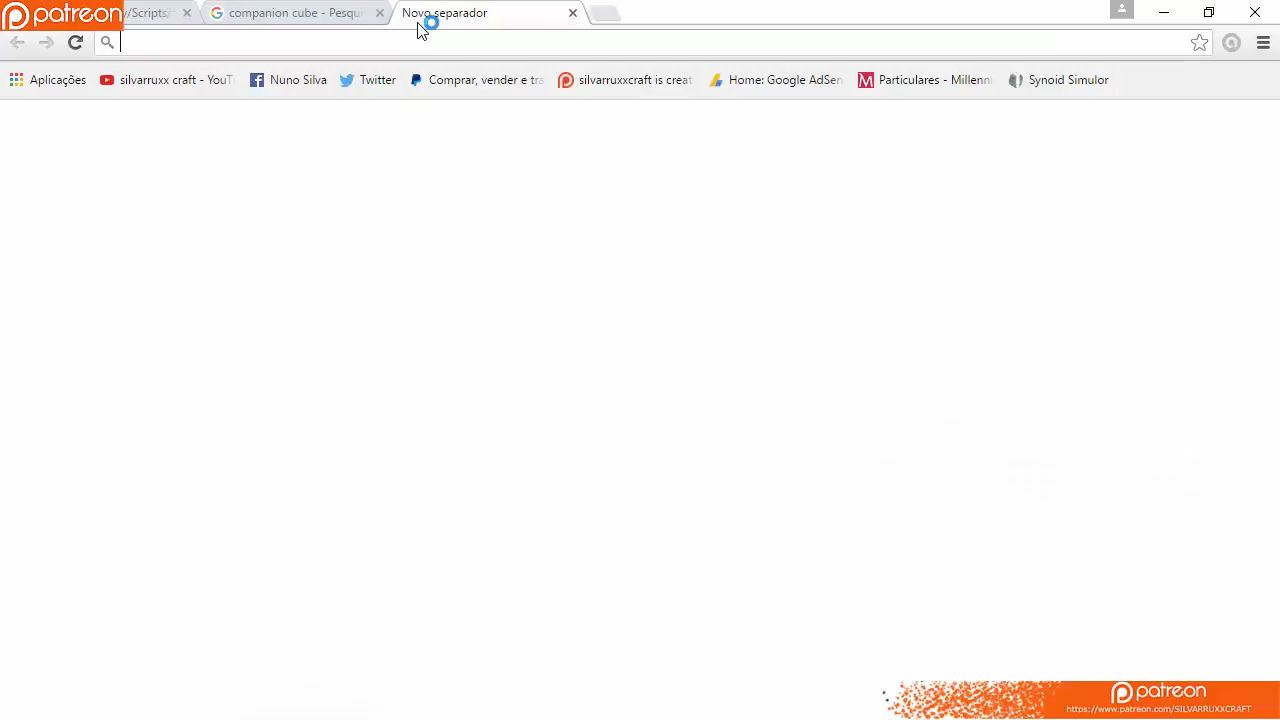 patreon
y/Scripts/
companion cube - Pesqu
Novo separador
Aplicações
silvarruxx craft - YouT
Nuno Silva
Twitter
Comprar, vender e tra
silvarruxxcraft is creat
Home: Google AdSen
Particulares - Millenn
Synoid Simulor
patreon
https://www.patreon.com/SILVARRUXXCRAFT